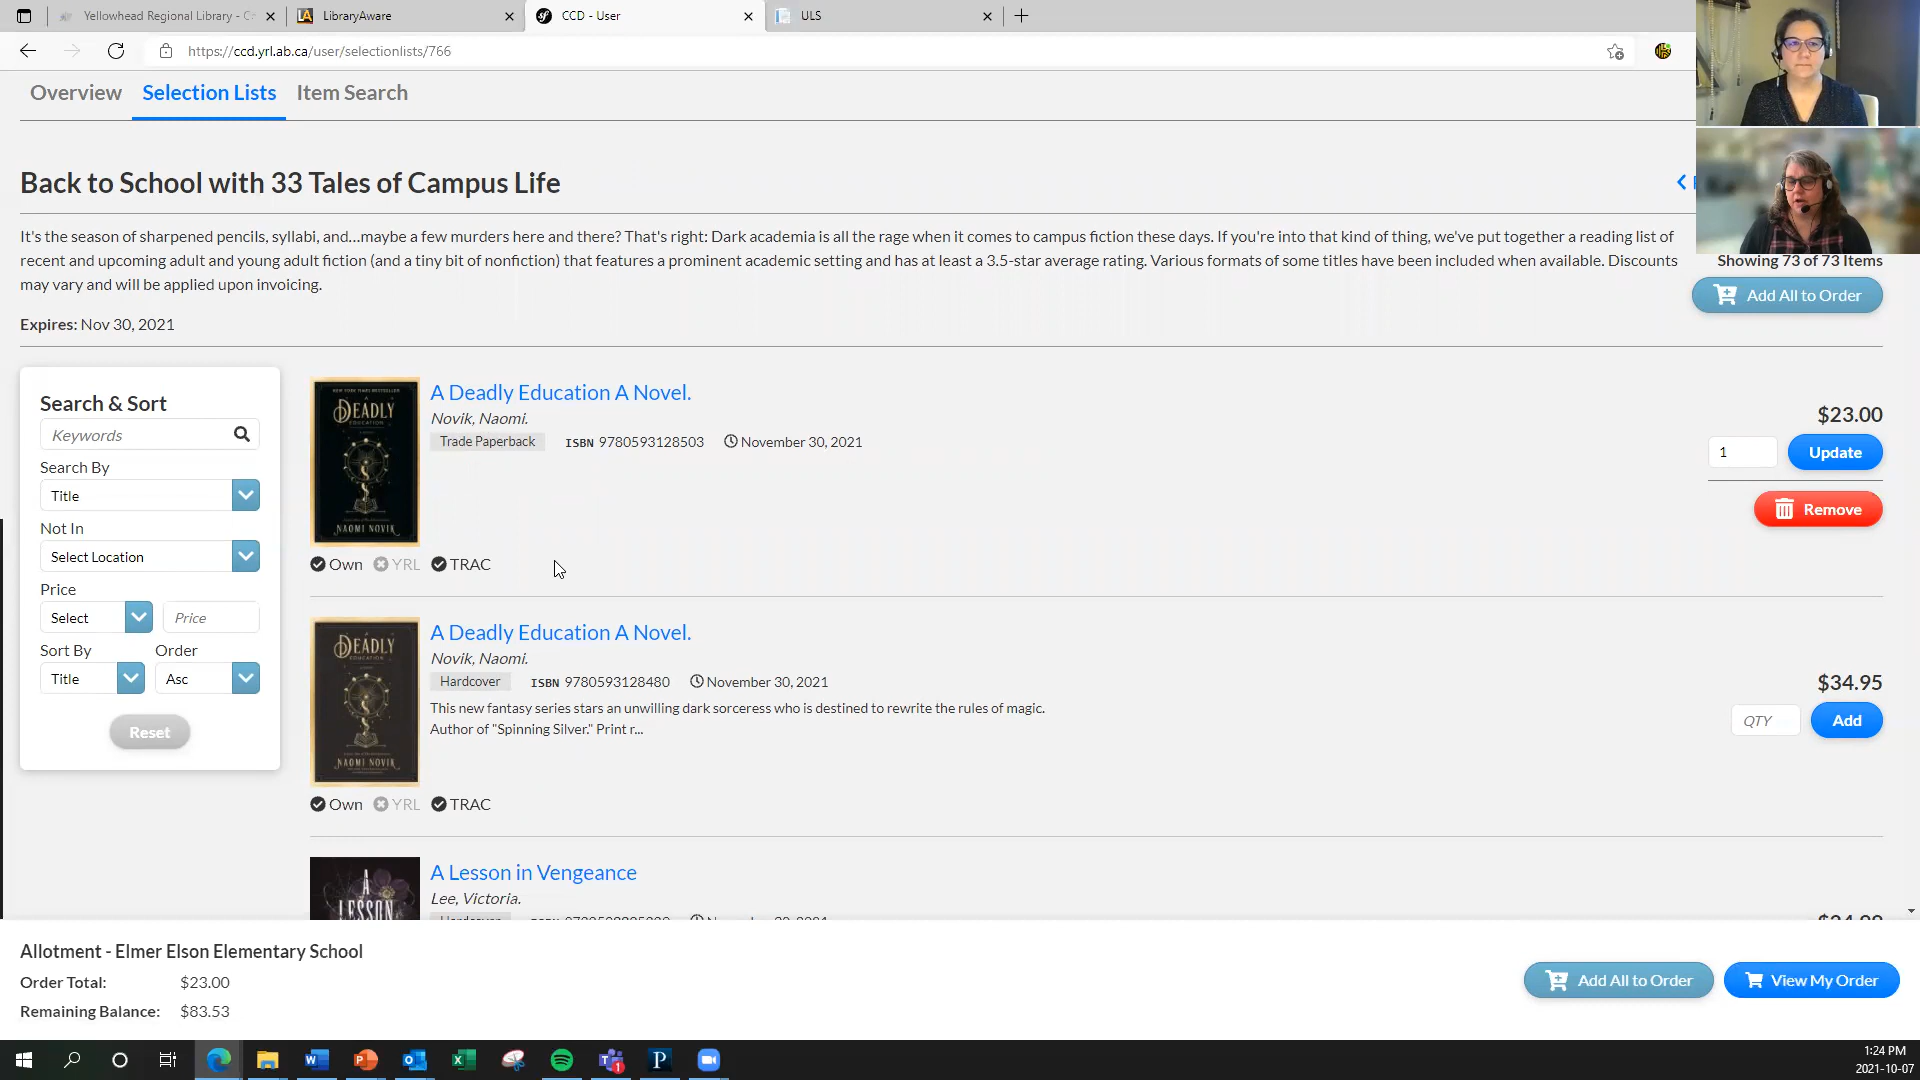 Yellowhead Regional Library - C
LibraryAware
CCD - User
ULS
https://ccd.yrl.ab.ca/user/selectionlists/766
Overview
Selection Lists
Item Search
Back to School with 33 Tales of Campus Life
It's the season of sharpened pencils, syllabi, and...maybe a few murders here and there? That's right: Dark academia is all the rage when it comes to campus fiction these days. If you're into that kind of thing, we've put together a reading list of
recent and upcoming adult and young adult fiction (and a tiny bit of nonfiction) that features a prominent academic setting and has at least a 3.5-star average rating. Various formats of some titles have been included when available. Discounts
may vary and will be applied upon invoicing.
Showing 73 of 73 Items
Add All to Order
Expires: Nov 30, 2021
Search & Sort
Keywords
Search By
Title
Not In
Select Location
Price
Select
Price
Sort By
Order
Title
Asc
Reset
DEADLY
EDUCATION
NAOMI NOVIK
A Deadly Education A Novel.
Novik, Naomi.
Trade Paperback
ISBN 9780593128503
November 30, 2021
$23.00
1
Update
Remove
Own
YRL
TRAC
DEADLY
EDUCATION
NAOMI NOVIK
A Deadly Education A Novel.
Novik, Naomi.
Hardcover
ISBN 9780593128480
November 30, 2021
This new fantasy series stars an unwilling dark sorceress who is destined to rewrite the rules of magic.
Author of "Spinning Silver." Print r...
$34.95
QTY
Add
Own
YRL
TRAC
A
LESSON
A Lesson in Vengeance
Lee, Victoria.
Allotment - Elmer Elson Elementary School
Order Total:
$23.00
Remaining Balance:
$83.53
Add All to Order
View My Order
1:24 PM
2021-10-07